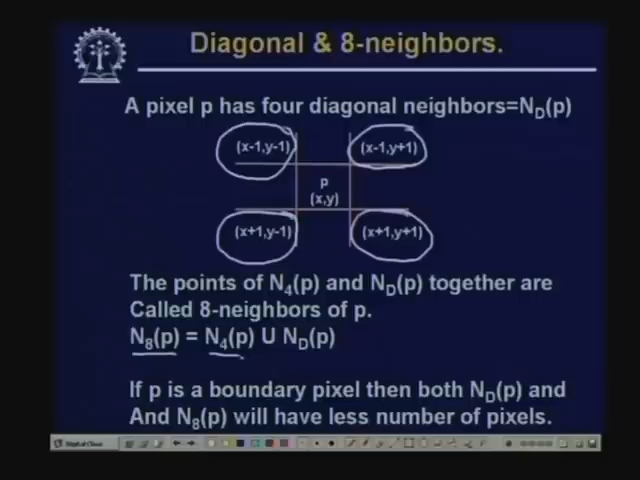 Diagonal & 8-neighbors.
A pixel p has four diagonal neighbors=N_D(p)
(x-1,y-1) (x-1,y+1)
p
(x,y)
(x+1,y-1) (x+1,y+1)
The points of N₄(p) and N_D(p) together are
Called 8-neighbors of p.
N₈(p) = N₄(p) U N_D(p)
If p is a boundary pixel then both N_D(p) and
And N₈(p) will have less number of pixels.